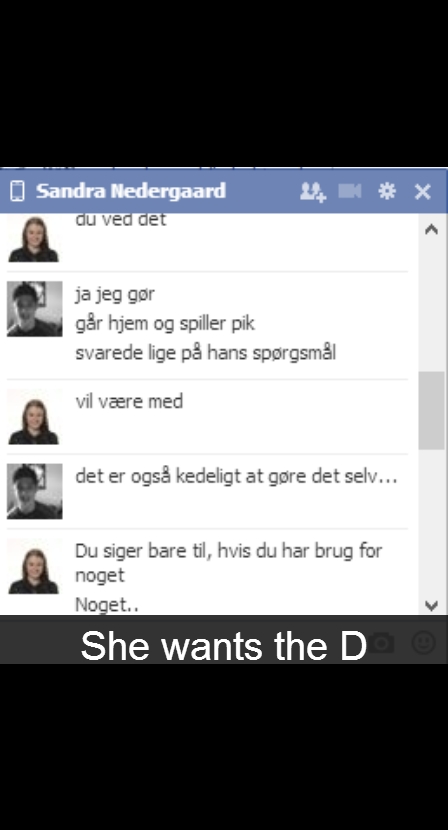 Sandra Nedergaard
du ved det
ja jeg gør
går hjem og spiller pik
svarede lige på hans spørgsmål
vil være med
det er også kedeligt at gøre det selv...
Du siger bare til, hvis du har brug for
noget
Noget..
She wants the D